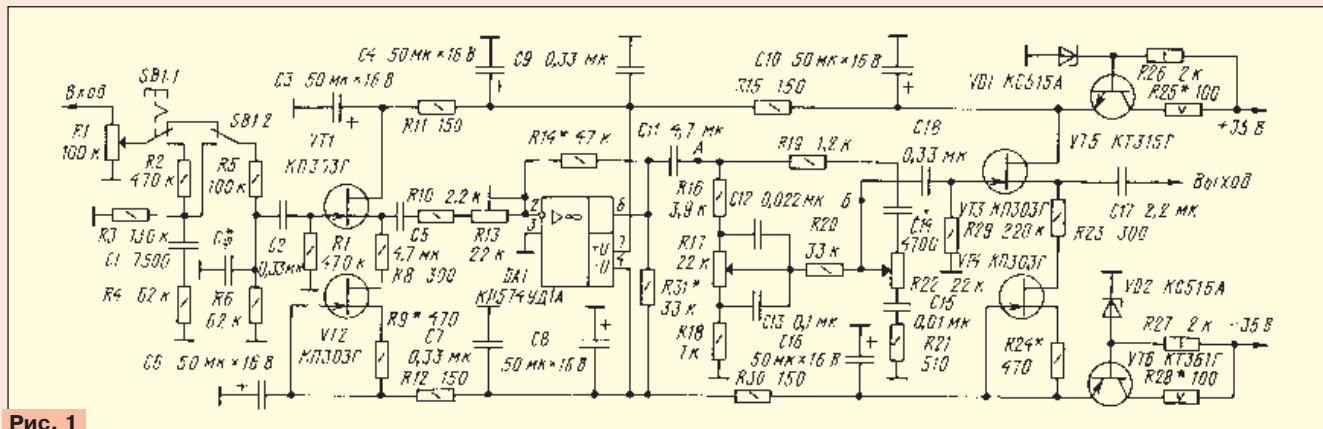 Вход
R1
100 к
SB1.1
SB1.2
R2
470 к
R5
100 к
R3 130 к
C1 7500
R4 62 к
R6
62 к
C2
0,33 мк
C3 50 мк × 16 В
C4 50 мк × 16 В
C9 0,33 мк
VT1
R1
470 к
VT2
КП303Г
R11 150
R10 2,2 к
C5
4,7 мк
R8 300
R13
22 к
R14* 47 к
2
3
▷∞
+U
-U
6
7
4
DA1
КР574УД1А
R9* 470
C7
0,33 мк
R12 150
C8
50 мк × 16 В
50 мк × 16 В
C11 4,7 мк
А
R15 150
C10 50 мк × 16 В
R19 1,2 к
R16
3,9 к
C12 0,022 мк
Б
R17
22 к
R20
33 к
R31*
33 к
C13 0,1 мк
R18
1 к
C16
50 мк × 16 В
R30 150
C14*
4700
R22 22 к
C15
0,01 мк
R21
510
C18
0,33 мк
VT3 КП303Г
R29 220 к
VT4 КП303Г
R24*
470
R23 300
C17 2,2 мк
Выход
VD1 КС515А
R26 2 к
R25* 100
+35 В
VT5 КТ315Г
VD2 КС515А
R27 2 к
-35 В
VT6 КТ361Г
R28* 100
Рис. 1